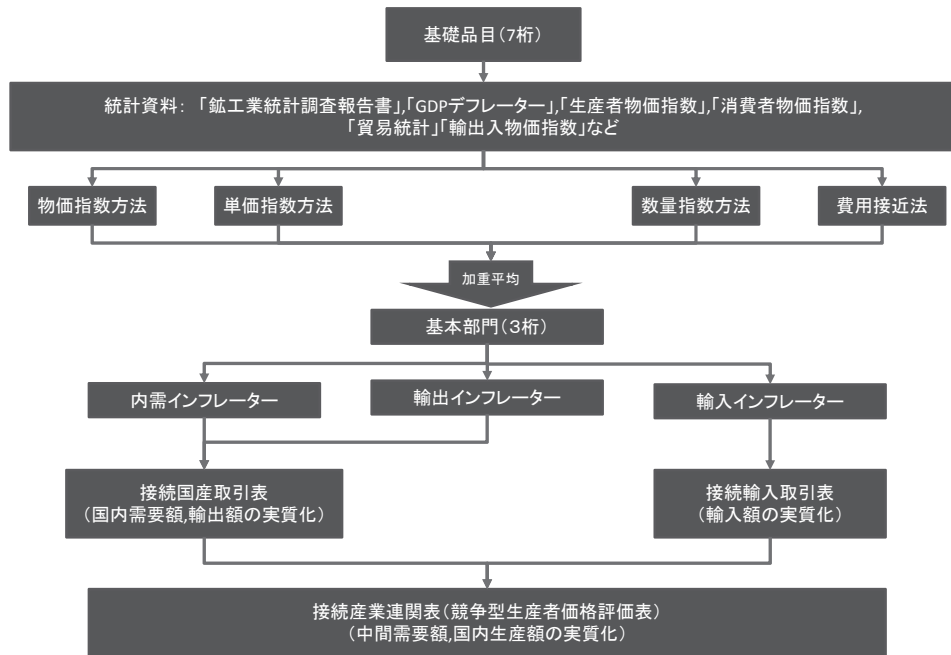 基礎品目(7桁)
統計資料: 「鉱工業統計調査報告書」,「GDPデフレーター」,「生産者物価指数」,「消費者物価指数」,
「貿易統計」「輸出入物価指数」など
物価指数方法
単価指数方法
数量指数方法
費用接近法
加重平均
基本部門(3桁)
内需インフレーター
輸出インフレーター
輸入インフレーター
接続国産取引表
(国内需要額,輸出額の実質化)
接続輸入取引表
(輸入額の実質化)
接続産業連関表(競争型生産者価格評価表)
(中間需要額,国内生産額の実質化)